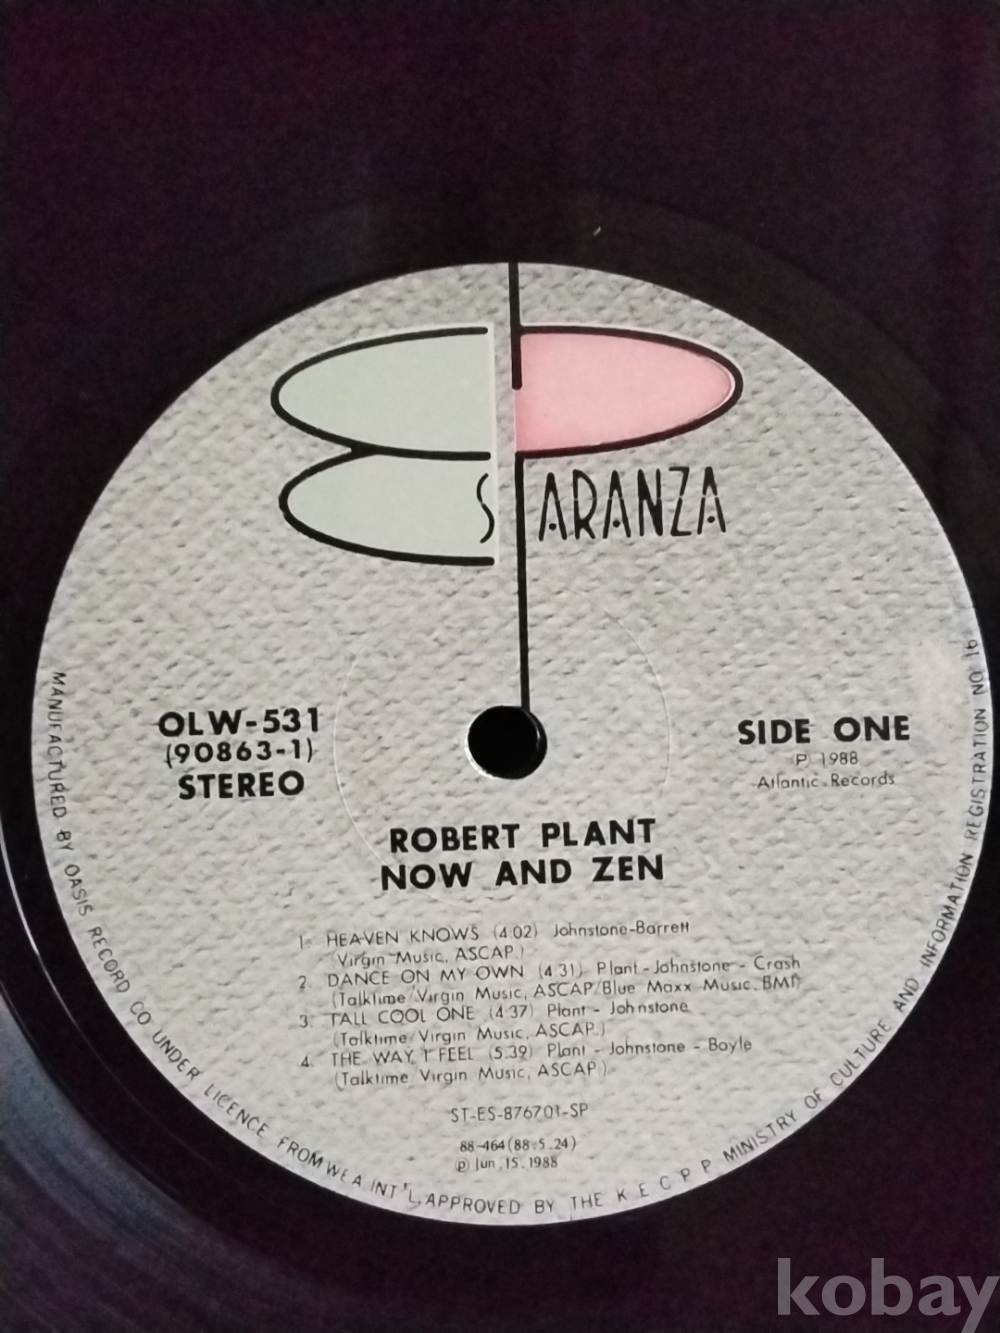 ES PARANZA
OLW-531
(90863-1)
STEREO
SIDE ONE
P 1988
Atlantic Records
ROBERT PLANT
NOW AND ZEN
1. HEAVEN KNOWS (4:02) Johnstone-Barrett
(Virgin Music, ASCAP.)
2. DANCE ON MY OWN (4:31) Plant-Johnstone-Crash
(Talktime/Virgin Music, ASCAP/Blue Maxx Music, BMI)
3. TALL COOL ONE (4:37) Plant-Johnstone
(Talktime/Virgin Music, ASCAP.)
4. THE WAY I FEEL (5:39) Plant-Johnstone-Boyle
(Talktime Virgin Music, ASCAP.)
ST-ES-876701-SP
88-464(88.5.24)
℗ Jun.15.1988
MANUFACTURED BY OASIS RECORD CO UNDER LICENCE FROM WEA INT'L, APPROVED BY THE K E C P P MINISTRY OF CULTURE AND INFORMATION REGISTRATION NO. 16
kobay